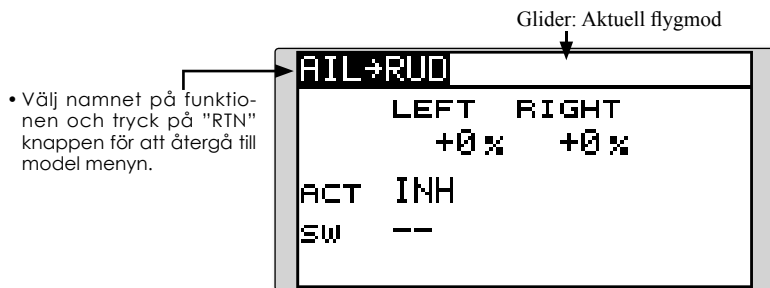 Glider: Aktuell flygmod
AIL→RUD
• Välj namnet på funktio-
nen och tryck på ”RTN”
knappen för att återgå till
model menyn.
LEFT RIGHT
+0% +0%
ACT INH
SW --